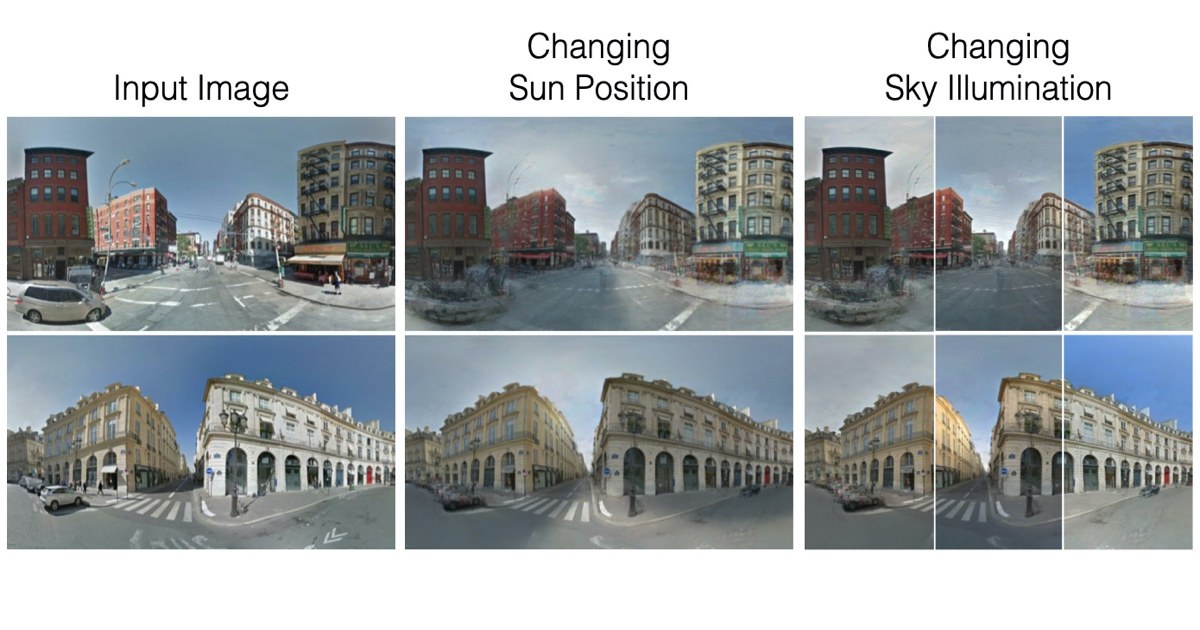 Input Image
Changing
Sun Position
Changing
Sky Illumination